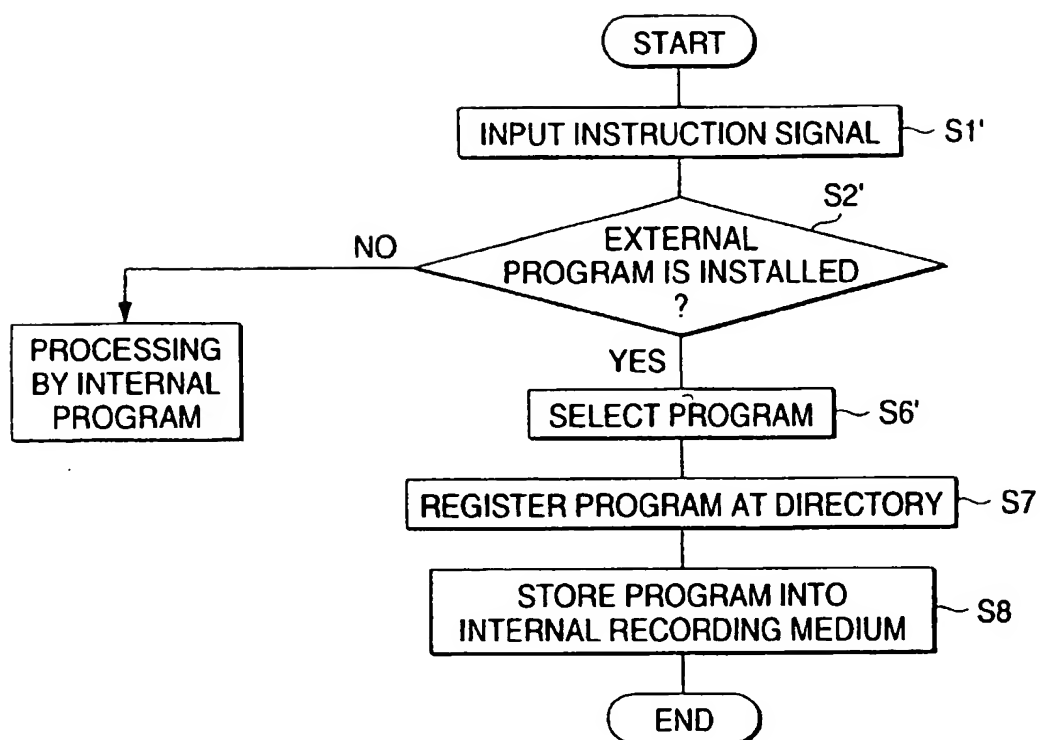 START
INPUT INSTRUCTION SIGNAL
S1'
S2'
EXTERNAL
PROGRAM IS INSTALLED
?
NO
YES
PROCESSING
BY INTERNAL
PROGRAM
SELECT PROGRAM
S6'
REGISTER PROGRAM AT DIRECTORY
S7
STORE PROGRAM INTO
INTERNAL RECORDING MEDIUM
S8
END